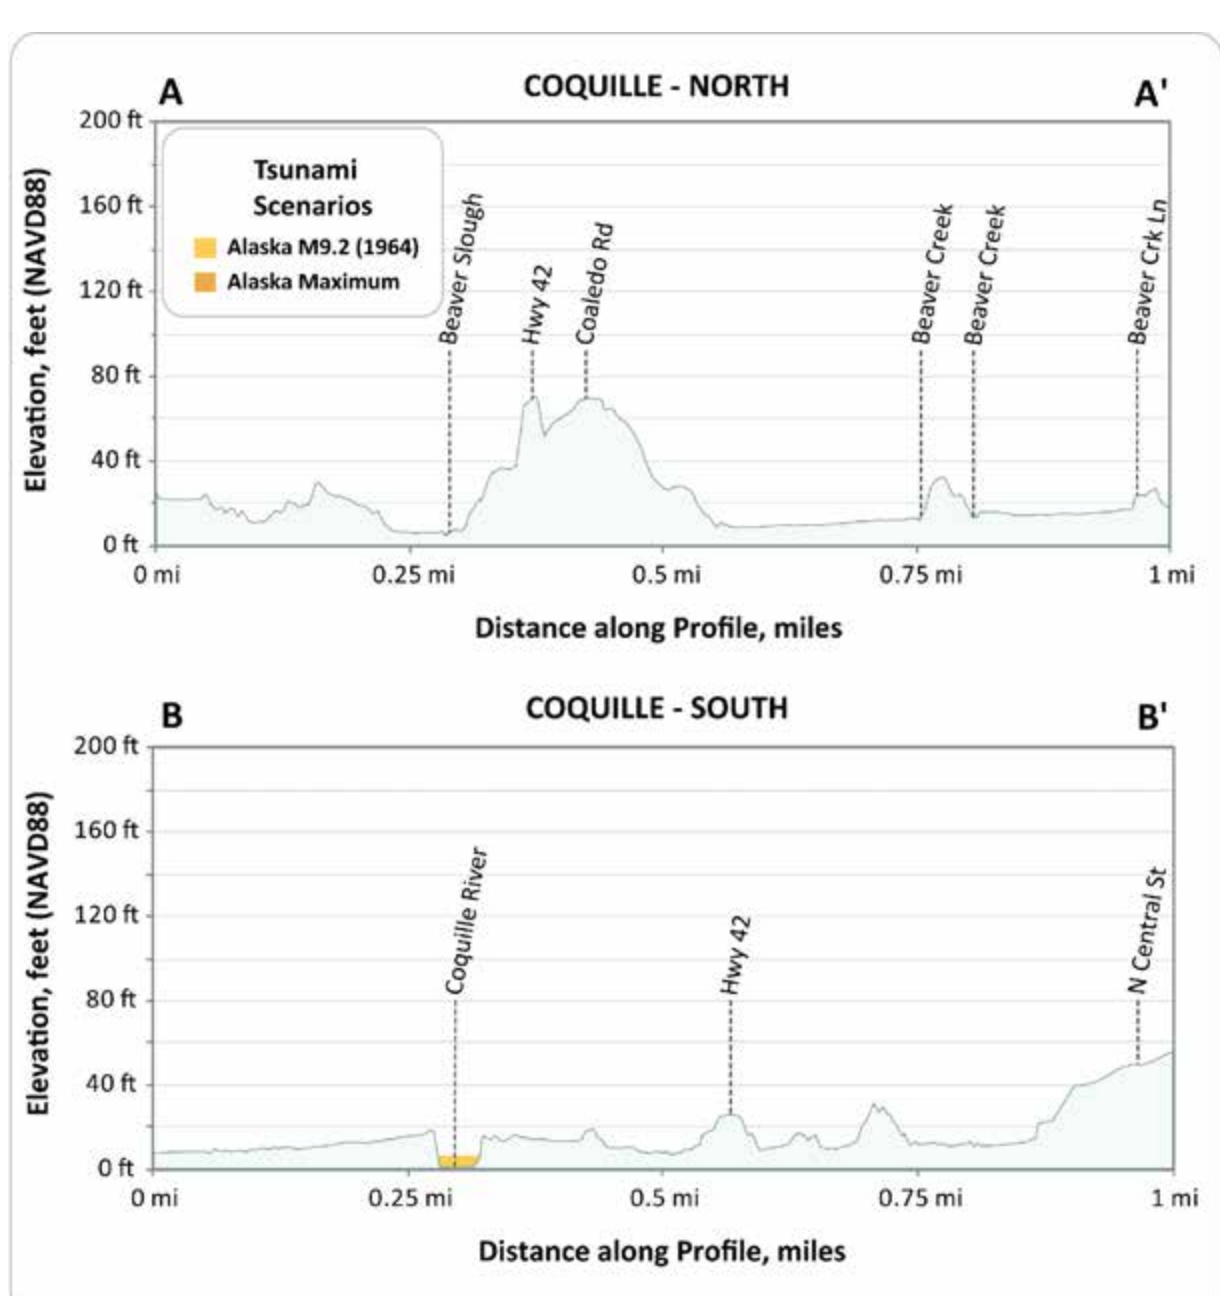 A
COQUILLE - NORTH
A'
Elevation, feet (NAVD88)
200 ft
160 ft
120 ft
80 ft
40 ft
0 ft
Tsunami
Scenarios
Alaska M9.2 (1964)
Alaska Maximum
Beaver Slough
Hwy 42
Coaledo Rd
Beaver Creek
Beaver Creek
Beaver Crk Ln
0 mi
0.25 mi
0.5 mi
0.75 mi
1 mi
Distance along Profile, miles
B
COQUILLE - SOUTH
B'
Elevation, feet (NAVD88)
200 ft
160 ft
120 ft
80 ft
40 ft
0 ft
Coquille River
Hwy 42
N Central St
0 mi
0.25 mi
0.5 mi
0.75 mi
1 mi
Distance along Profile, miles